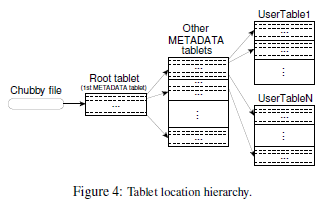 Chubby file
Root tablet
(1st METADATA tablet)
...
Other
METADATA
tablets
...
...
⋮
...
UserTable1
...
...
⋮
UserTableN
...
⋮
...
Figure 4: Tablet location hierarchy.